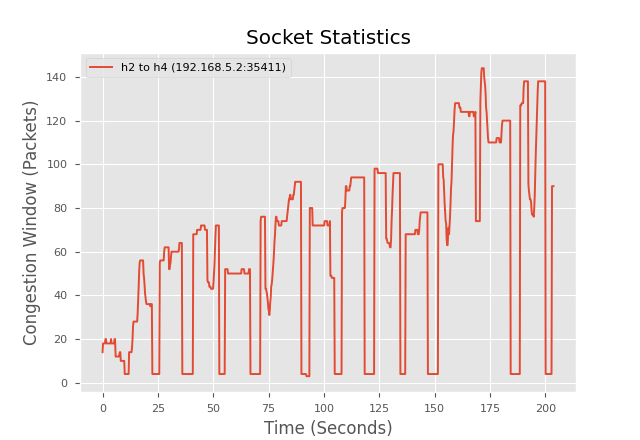 Socket Statistics
h2 to h4 (192.168.5.2:35411)
Congestion Window (Packets)
140
120
100
80
60
40
20
0
0 25 50 75 100 125 150 175 200
Time (Seconds)